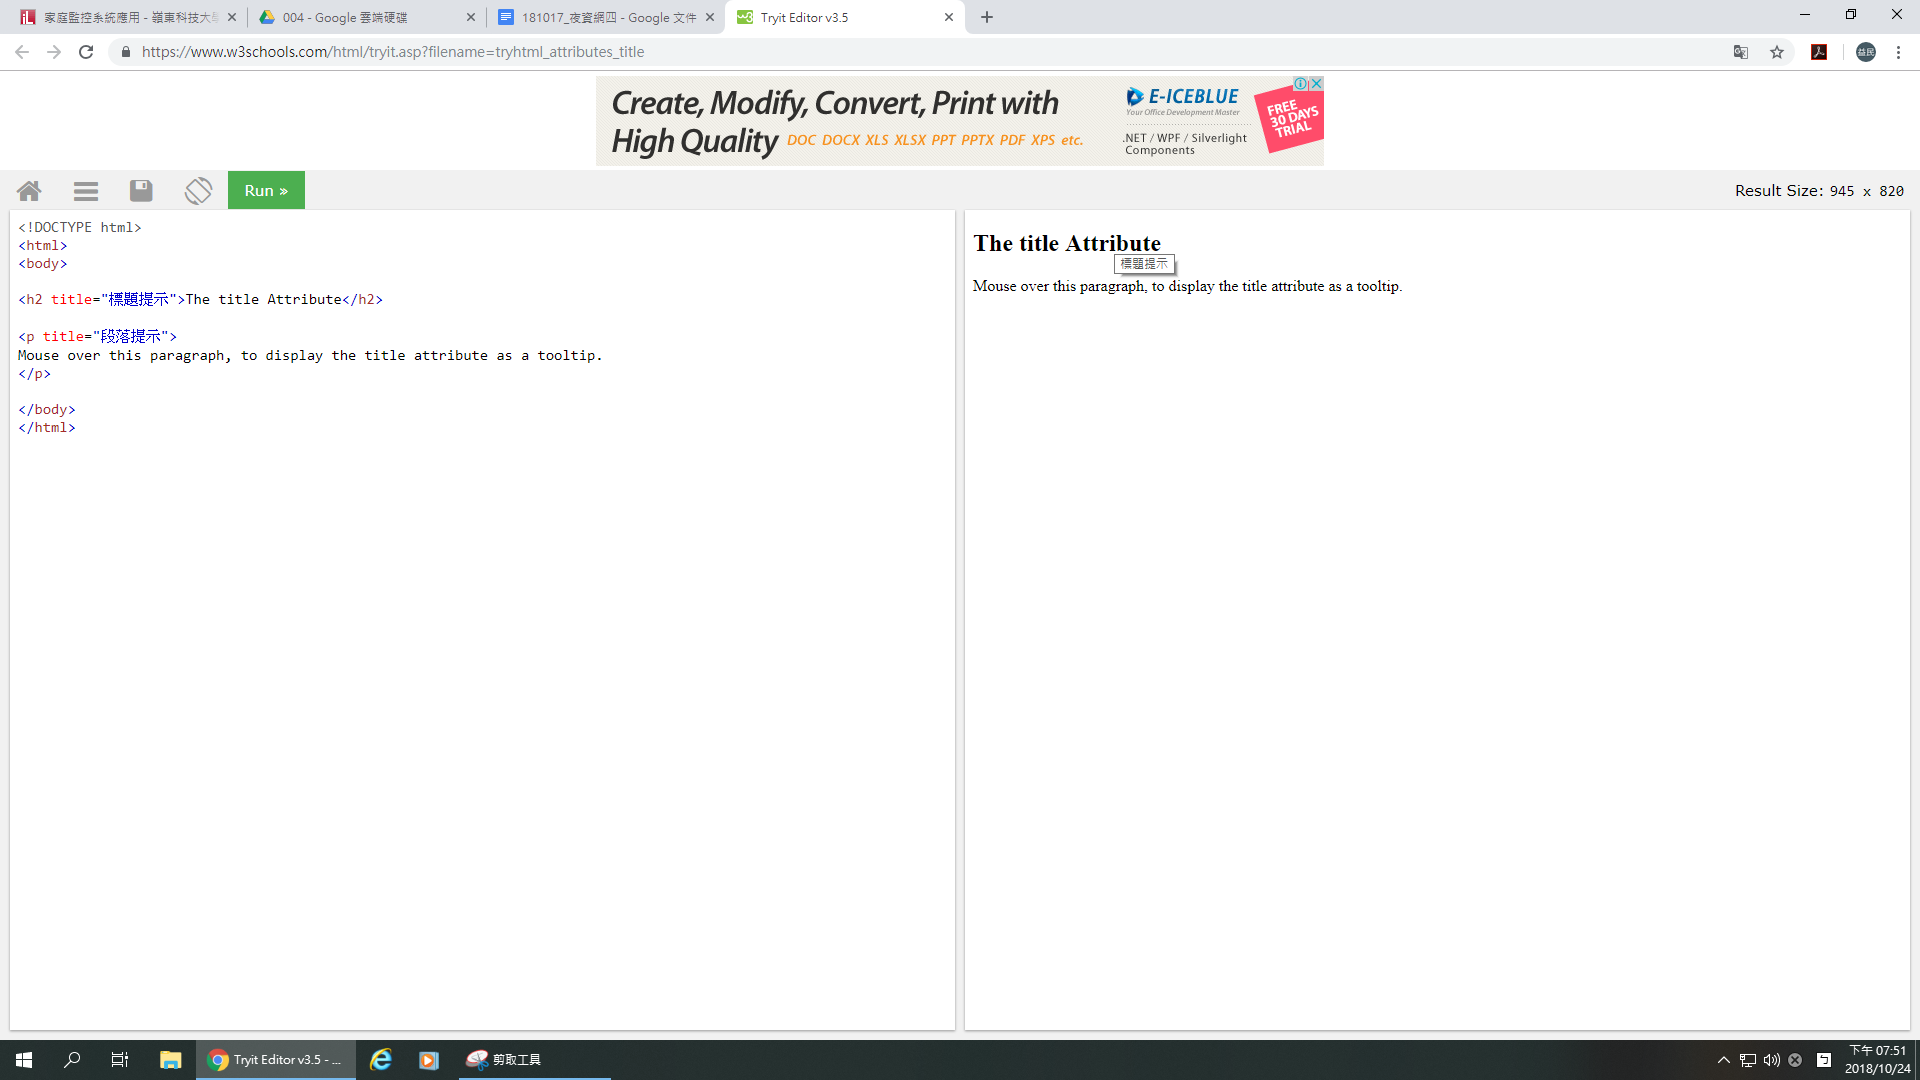 家庭監控系統應用 - 嶺東科技大學
004 - Google 雲端硬碟
181017_夜資網四 - Google 文件
Tryit Editor v3.5
https://www.w3schools.com/html/tryit.asp?filename=tryhtml_attributes_title
益民
Create, Modify, Convert, Print with
High Quality DOC DOCX XLS XLSX PPT PPTX PDF XPS etc.
E-ICEBLUE
Your Office Development Master
.NET / WPF / Silverlight
Components
FREE
30 DAYS
TRIAL
Run »
Result Size: 945 x 820
<!DOCTYPE html>
<html>
<body>
<h2 title="標題提示">The title Attribute</h2>
<p title="段落提示">
Mouse over this paragraph, to display the title attribute as a tooltip.
</p>
</body>
</html>
The title Attribute
標題提示
Mouse over this paragraph, to display the title attribute as a tooltip.
Tryit Editor v3.5 - ...
剪取工具
ㄅ
下午 07:51
2018/10/24